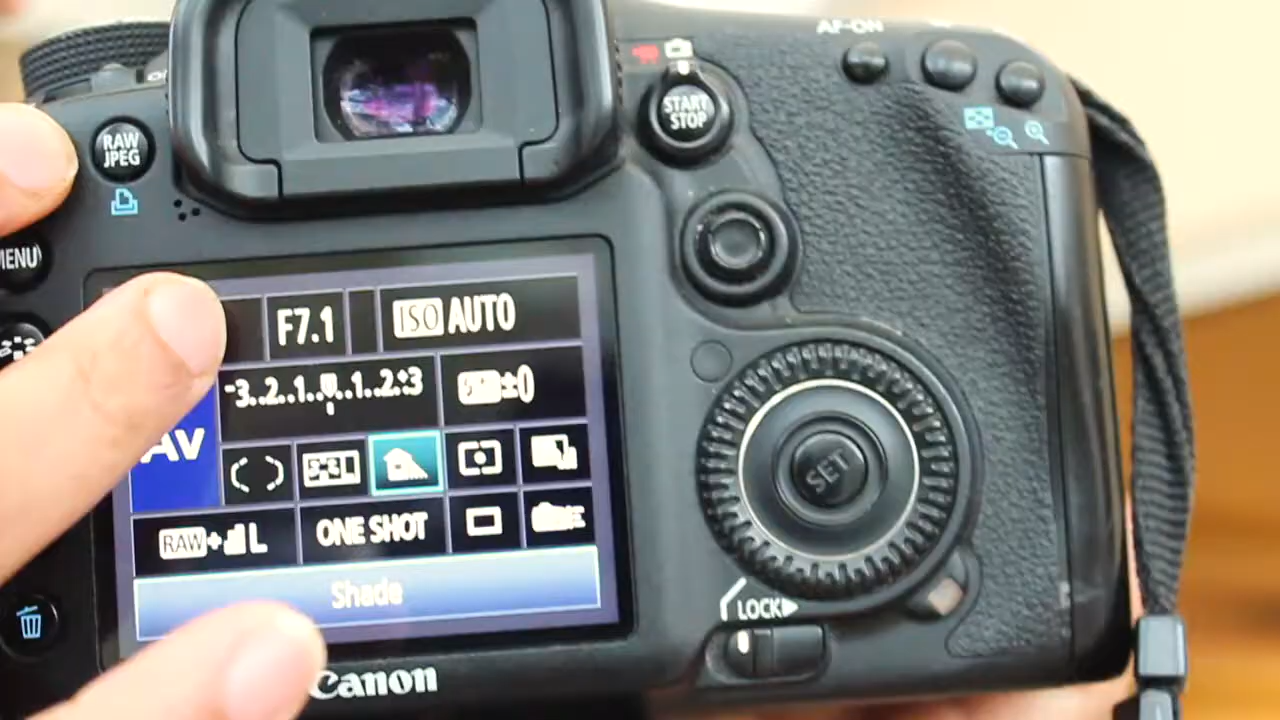 AF-ON
RAW
JPEG
START
STOP
MENU
F7.1
ISO AUTO
-3..2..1..0..1..2..+3
±0
AV
SET
RAW+ L
ONE SHOT
Shade
LOCK
Canon